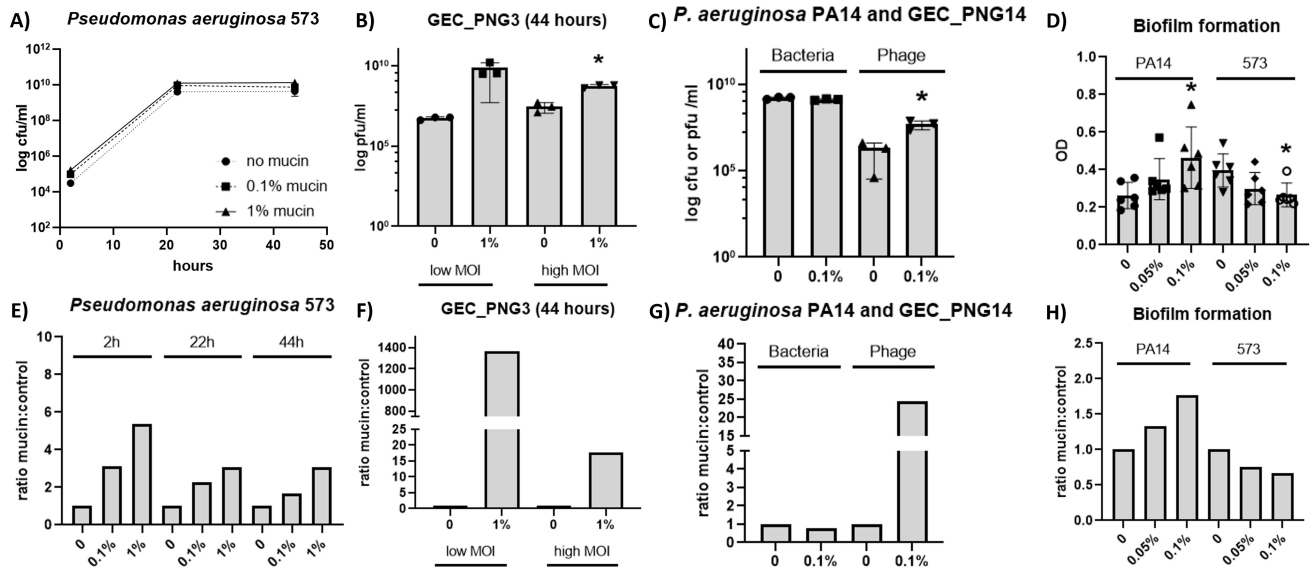 A)
Pseudomonas aeruginosa 573
log cfu/ml
10^12
10^10
10^8
10^6
10^4
10^2
0 10 20 30 40 50
hours
no mucin
0.1% mucin
1% mucin
B)
GEC_PNG3 (44 hours)
log pfu/ml
10^10
10^5
10^0
*
0 1% 0 1%
low MOI high MOI
C)
P. aeruginosa PA14 and GEC_PNG14
Bacteria Phage
log cfu or pfu /ml
10^10
10^5
10^0
*
0 0.1% 0 0.1%
D)
Biofilm formation
PA14 573
OD
1.0
0.8
0.6
0.4
0.2
0.0
* *
0 0.05% 0.1% 0 0.05% 0.1%
E)
Pseudomonas aeruginosa 573
2h 22h 44h
ratio mucin:control
10
8
6
4
2
0
0 0.1% 1% 0 0.1% 1% 0 0.1% 1%
F)
GEC_PNG3 (44 hours)
ratio mucin:control
1400
1300
1200
1100
1000
900
800
25
20
15
10
5
0
0 1% 0 1%
low MOI high MOI
G)
P. aeruginosa PA14 and GEC_PNG14
Bacteria Phage
ratio mucin:control
40
35
30
25
20
15
5
4
3
2
1
0
0 0.1% 0 0.1%
H)
Biofilm formation
PA14 573
ratio mucin:control
2.5
2.0
1.5
1.0
0.5
0.0
0 0.05% 0.1% 0 0.05% 0.1%